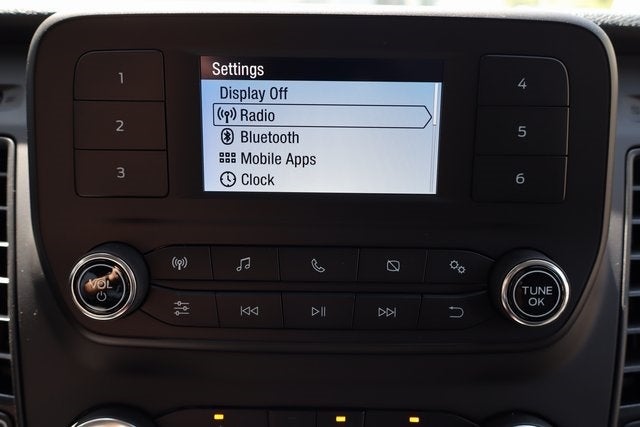 Settings
Display Off
Radio
Bluetooth
Mobile Apps
Clock
1
2
3
4
5
6
VOL
TUNE
OK